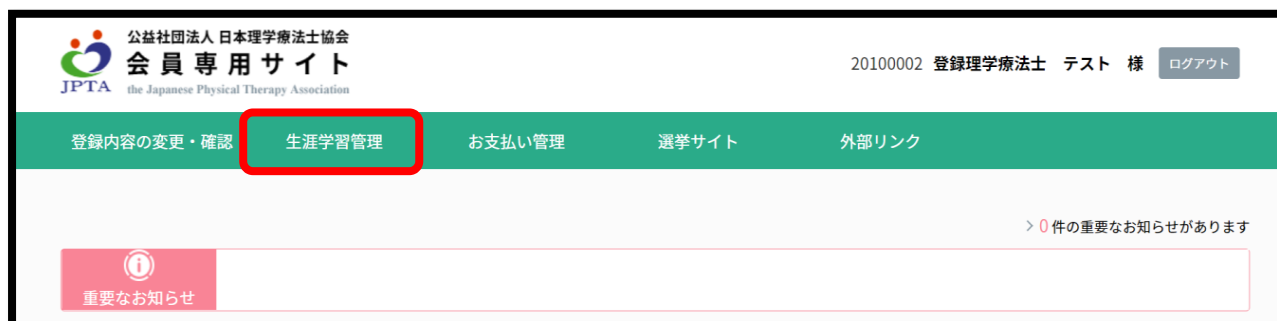 公益社団法人 日本理学療法士協会
会員専用サイト
JPTA the Japanese Physical Therapy Association
20100002 登録理学療法士 テスト 様 ログアウト
登録内容の変更・確認 生涯学習管理 お支払い管理 選挙サイト 外部リンク
> 0 件の重要なお知らせがあります
重要なお知らせ